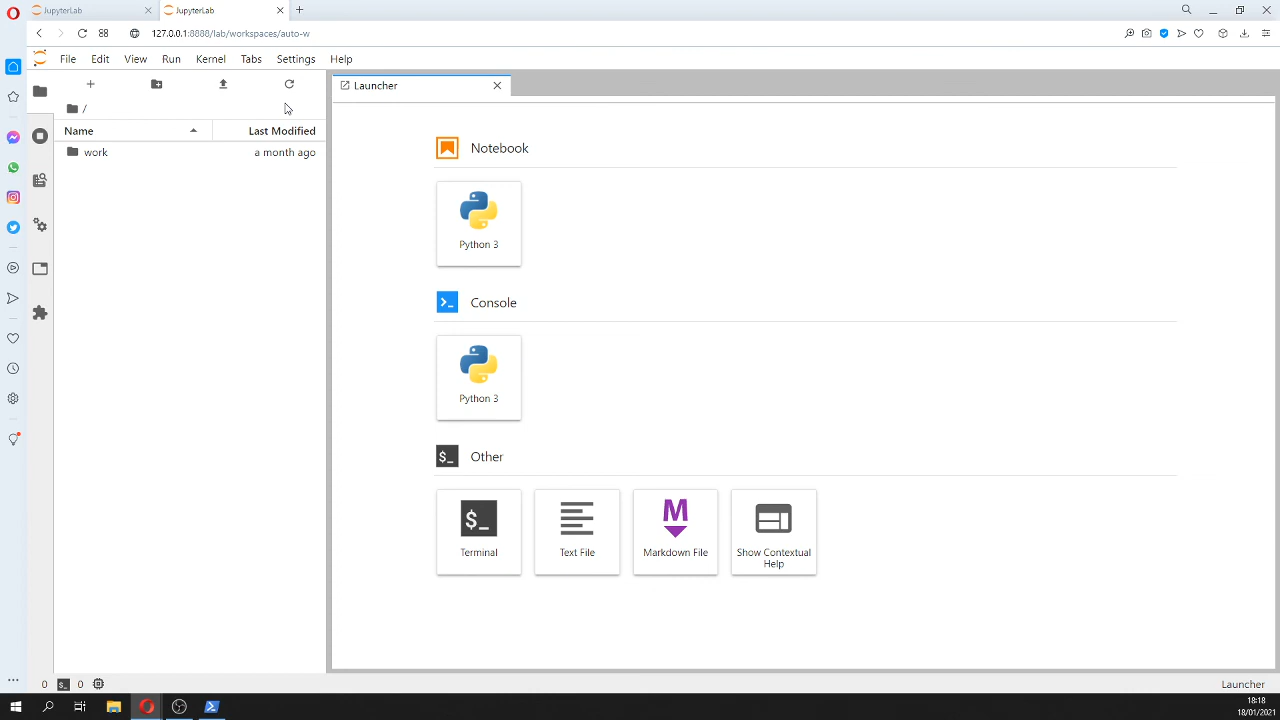 JupyterLab
JupyterLab
127.0.0.1:8888/lab/workspaces/auto-w
File Edit View Run Kernel Tabs Settings Help
Launcher
/
Name Last Modified
work a month ago
Notebook
Python 3
Console
Python 3
$_ Other
$_
Terminal
Text File
M
Markdown File
Show Contextual
Help
0 $_ 0
Launcher
18:18
18/01/2021